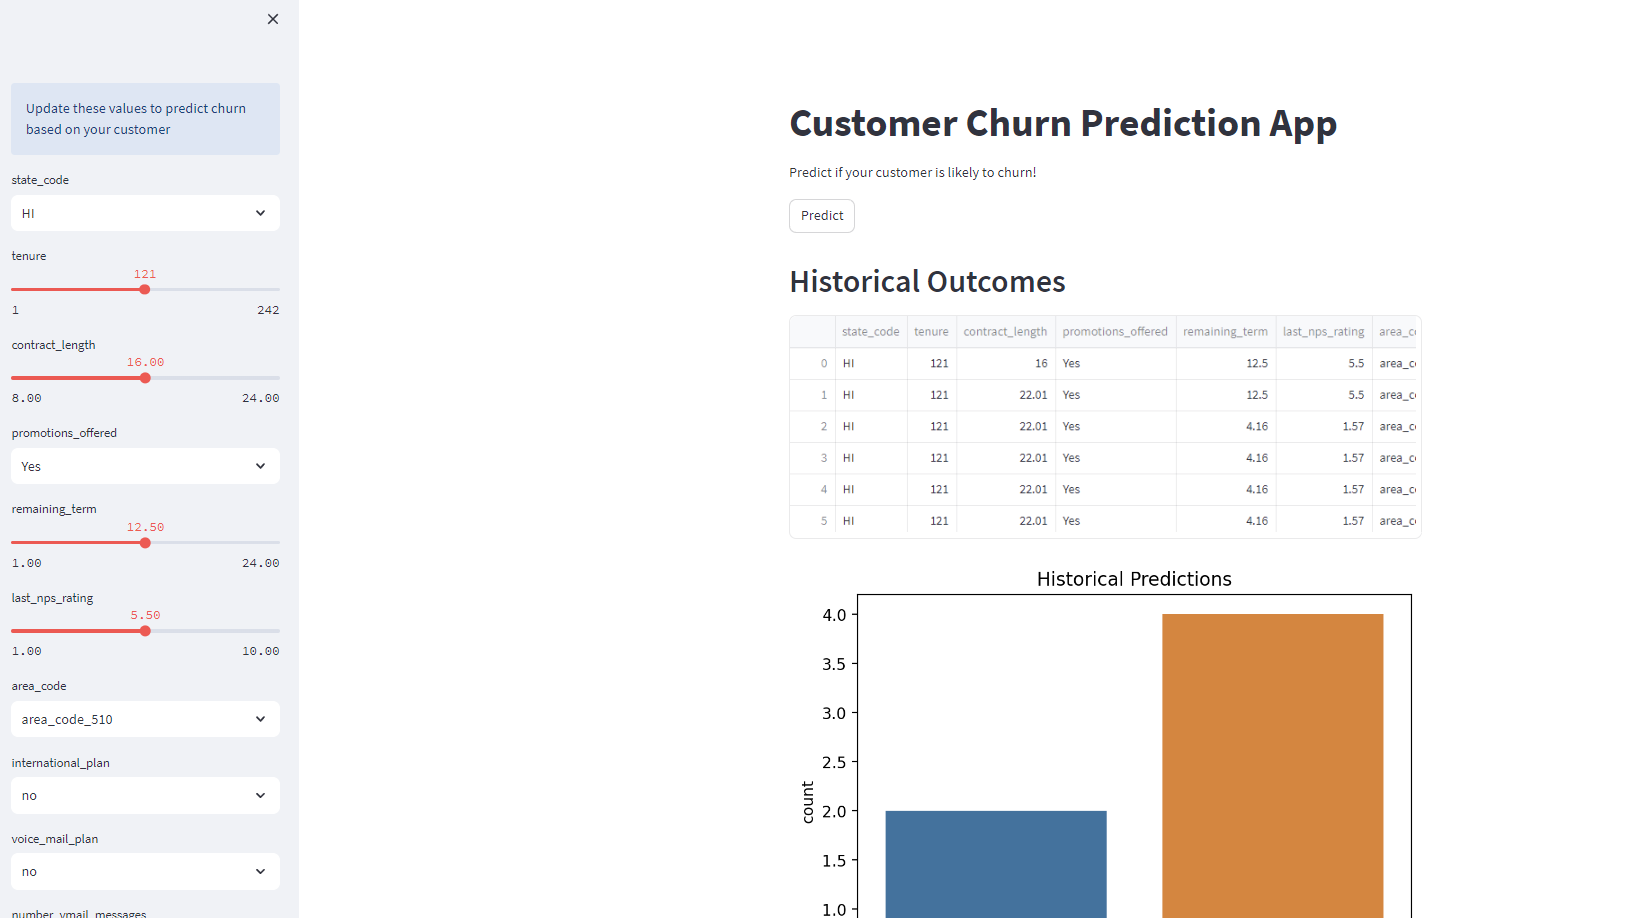 Update these values to predict churn
based on your customer
state_code
HI
tenure
121
1 242
contract_length
16.00
8.00 24.00
promotions_offered
Yes
remaining_term
12.50
1.00 24.00
last_nps_rating
5.50
1.00 10.00
area_code
area_code_510
international_plan
no
voice_mail_plan
no
number_vmail_messages
Customer Churn Prediction App
Predict if your customer is likely to churn!
Predict
Historical Outcomes
state_code tenure contract_length promotions_offered remaining_term last_nps_rating area_c
0 HI 121 16 Yes 12.5 5.5 area_c
1 HI 121 22.01 Yes 12.5 5.5 area_c
2 HI 121 22.01 Yes 4.16 1.57 area_c
3 HI 121 22.01 Yes 4.16 1.57 area_c
4 HI 121 22.01 Yes 4.16 1.57 area_c
5 HI 121 22.01 Yes 4.16 1.57 area_c
Historical Predictions
4.0
3.5
3.0
2.5
2.0
1.5
1.0
count